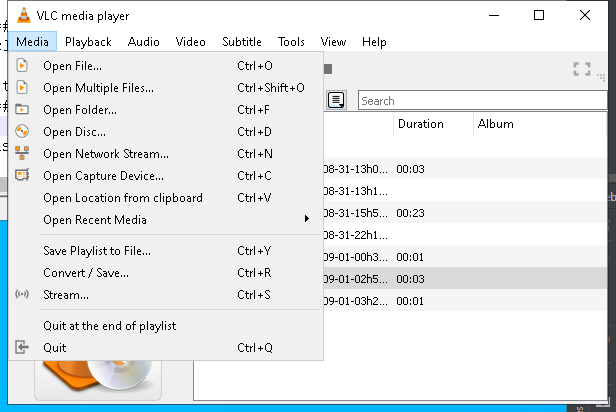 VLC media player
Media Playback Audio Video Subtitle Tools View Help
Open File... Ctrl+O
Open Multiple Files... Ctrl+Shift+O
Open Folder... Ctrl+F
Open Disc... Ctrl+D
Open Network Stream... Ctrl+N
Open Capture Device... Ctrl+C
Open Location from clipboard Ctrl+V
Open Recent Media
Save Playlist to File... Ctrl+Y
Convert / Save... Ctrl+R
Stream... Ctrl+S
Quit at the end of playlist
Quit Ctrl+Q
Search
Duration Album
08-31-13h0... 00:03
08-31-13h1...
08-31-15h5... 00:23
08-31-22h1...
09-01-00h3... 00:01
09-01-02h5... 00:03
09-01-03h2... 00:01